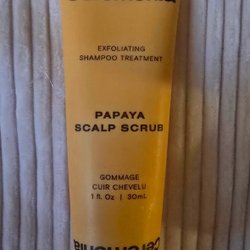 EXFOLIATING
SHAMPOO TREATMENT
PAPAYA
SCALP SCRUB
GOMMAGE
CUIR CHEVELU
1 fl. Oz | 30mL